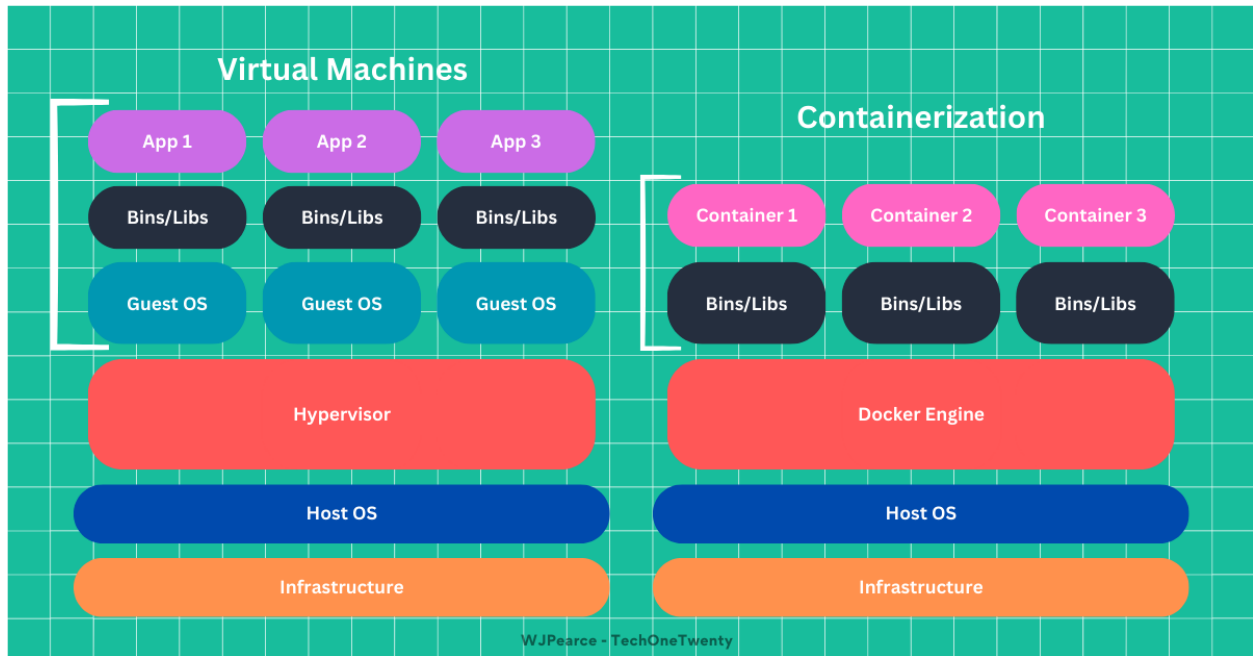 Virtual Machines
App 1
App 2
App 3
Bins/Libs
Bins/Libs
Bins/Libs
Guest OS
Guest OS
Guest OS
Hypervisor
Host OS
Infrastructure
Containerization
Container 1
Container 2
Container 3
Bins/Libs
Bins/Libs
Bins/Libs
Docker Engine
Host OS
Infrastructure
WJPearce - TechOneTwenty